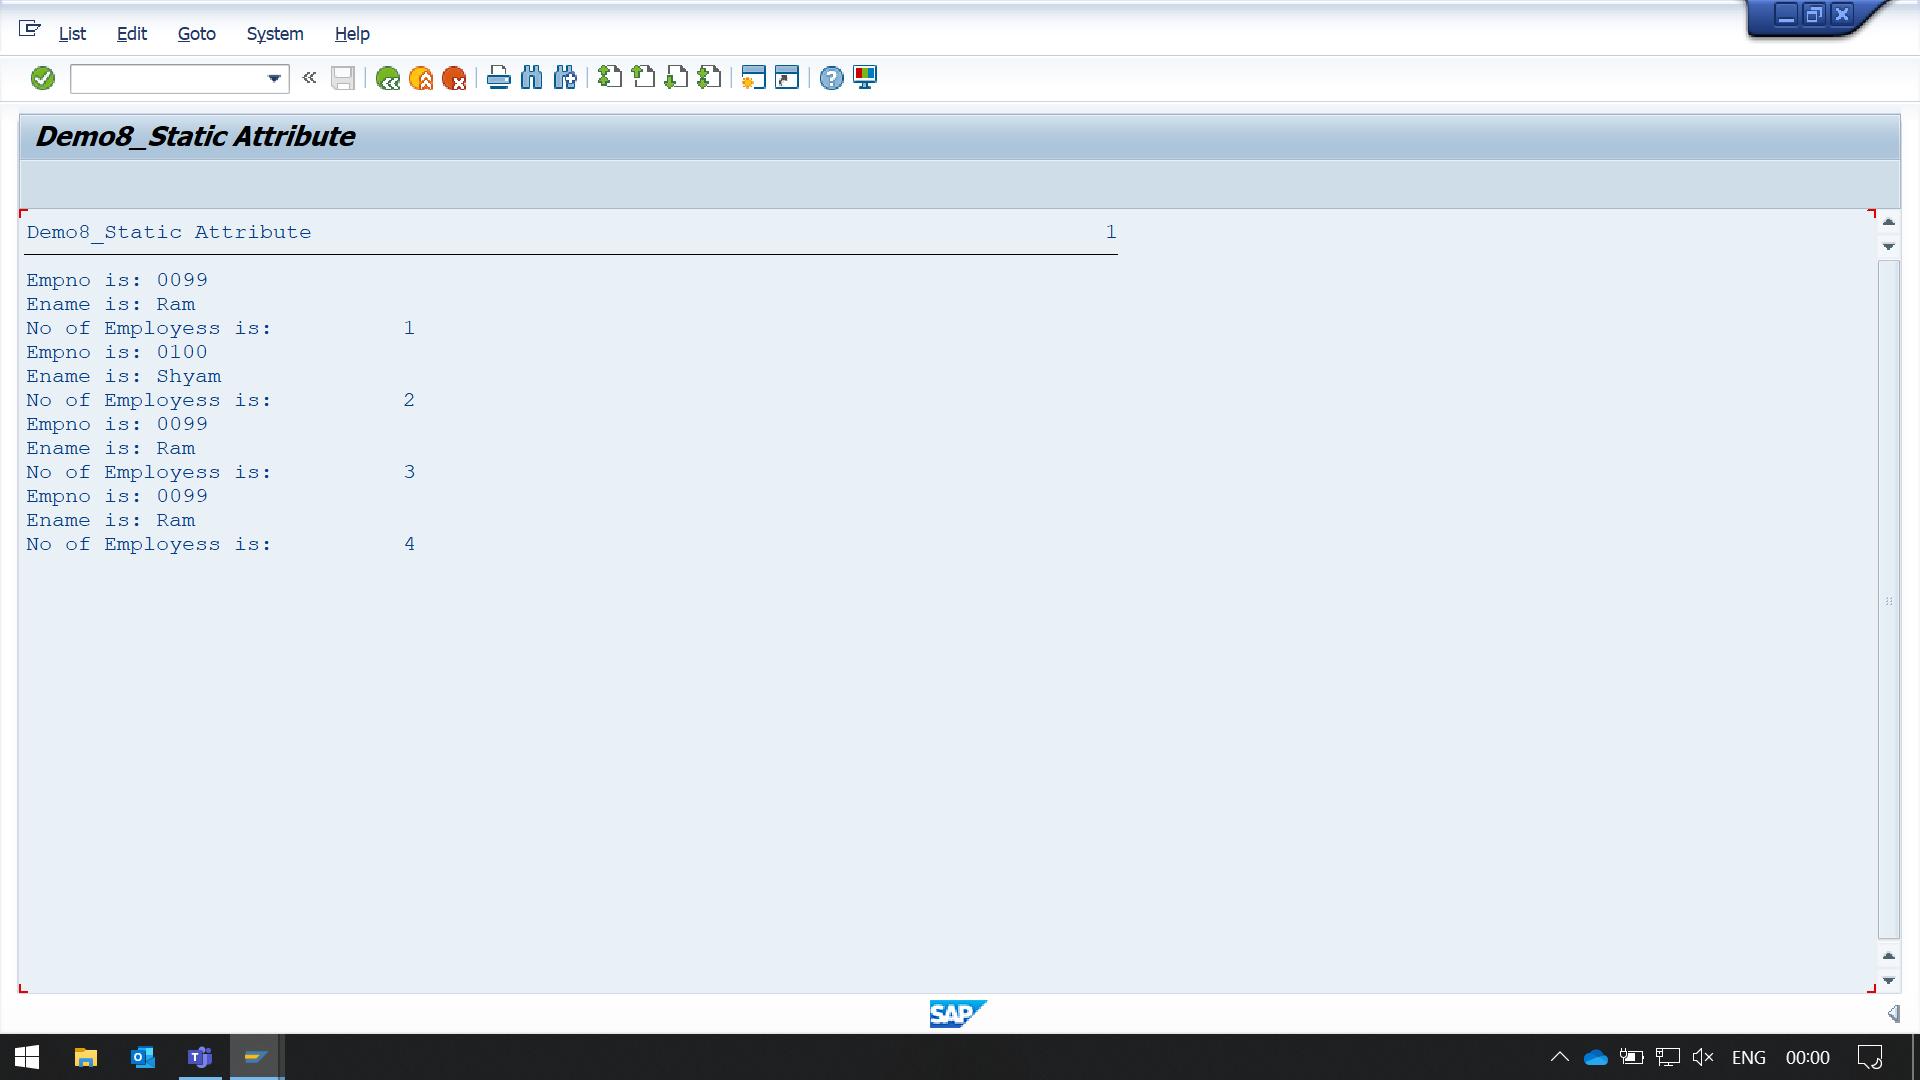 List Edit Goto System Help
Demo8_Static Attribute
Demo8_Static Attribute 1
Empno is: 0099
Ename is: Ram
No of Employess is: 1
Empno is: 0100
Ename is: Shyam
No of Employess is: 2
Empno is: 0099
Ename is: Ram
No of Employess is: 3
Empno is: 0099
Ename is: Ram
No of Employess is: 4
SAP
ENG 00:00